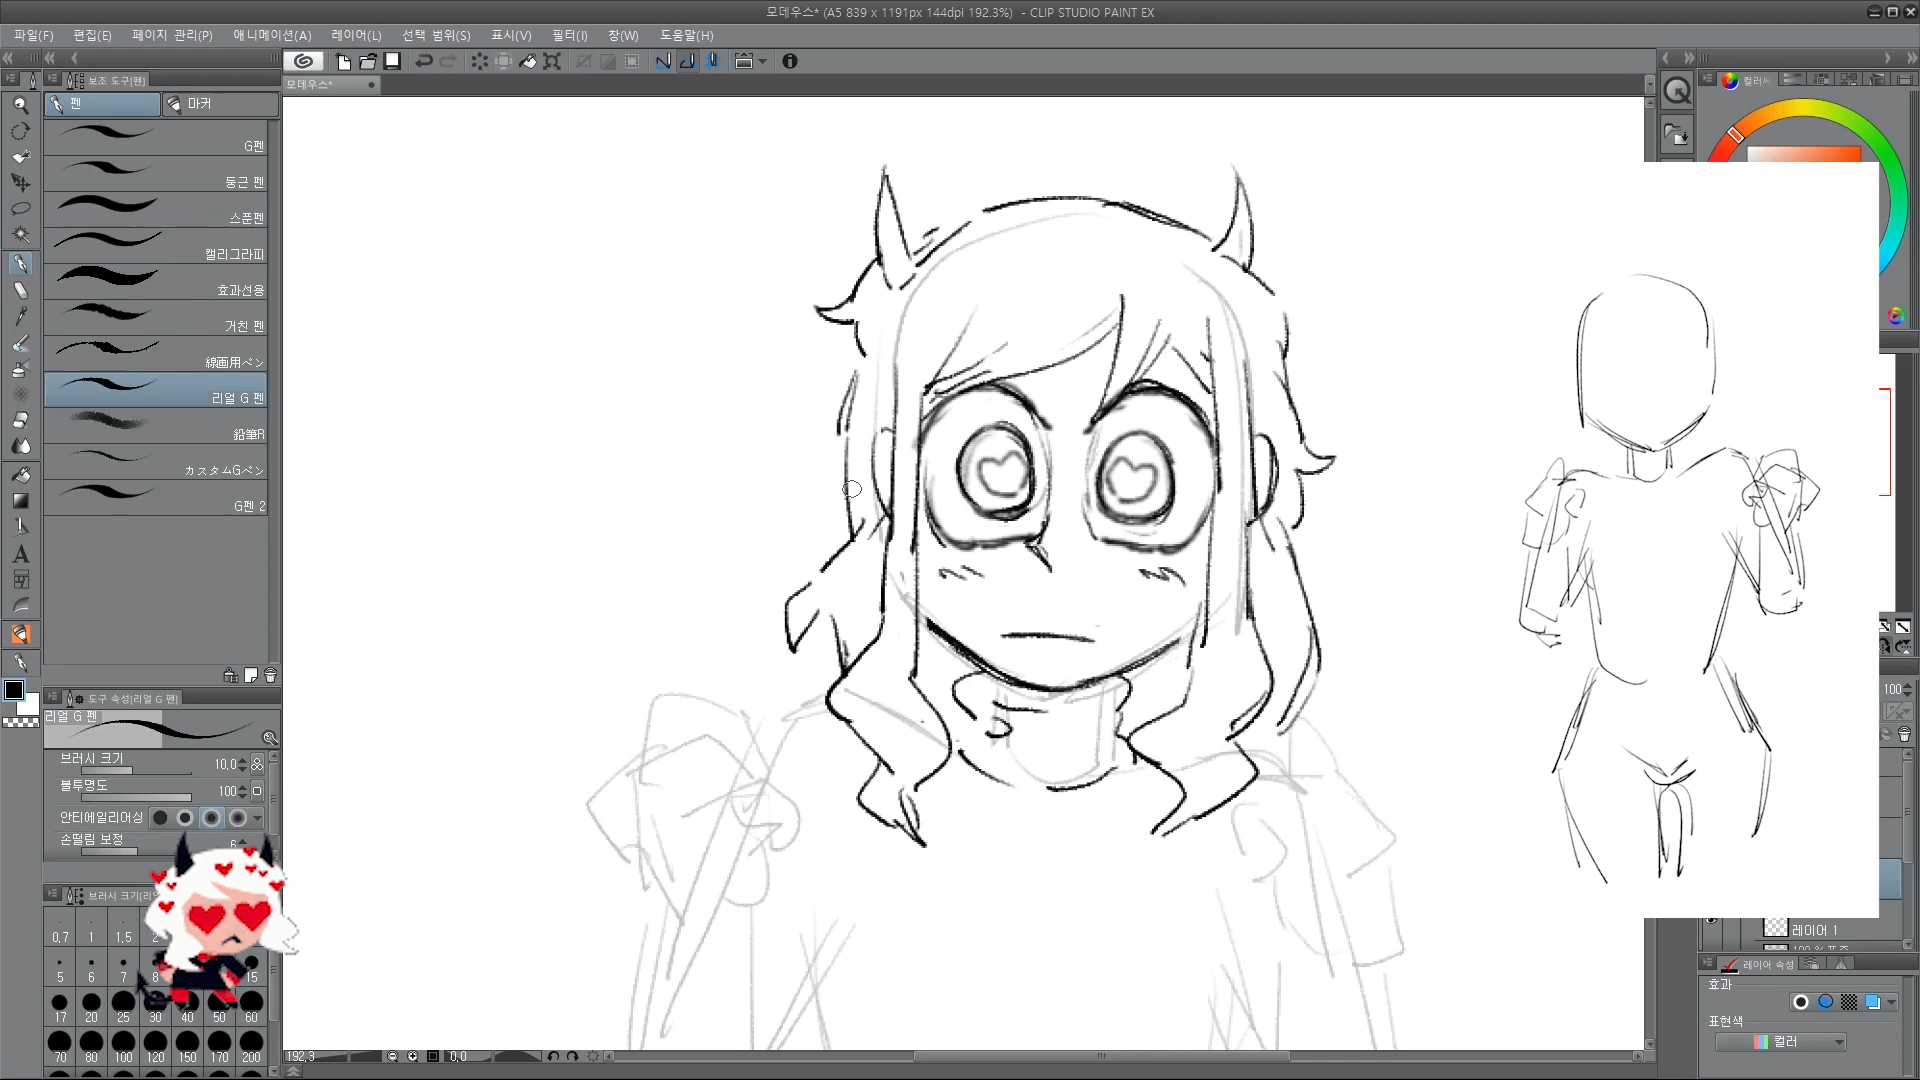 모데우스* (A5 839 x 1191px 144dpi 192.3%) - CLIP STUDIO PAINT EX
파일(F) 편집(E) 페이지 관리(P) 애니메이션(A) 레이어(L) 선택 범위(S) 표시(V) 필터(I) 창(W) 도움말(H)
모데우스*
보조 도구[펜]
펜
마커
G펜
둥근 펜
스푼펜
캘리그라피
효과선용
거친 펜
線画用ペン
리얼 G 펜
鉛筆R
カスタムGペン
G펜 2
도구 속성[리얼 G 펜]
리얼 G 펜
브러시 크기 10.0
불투명도 100
안티에일리어싱
손떨림 보정 6
브러시 크기[리
0.7 1 1.5 2
5 6 7 8 15
17 20 25 30 40 50 60
70 80 100 120 150 170 200
192.3 0.0
컬러써
100
레이어 1
레이어 속성
효과
표현색
컬러